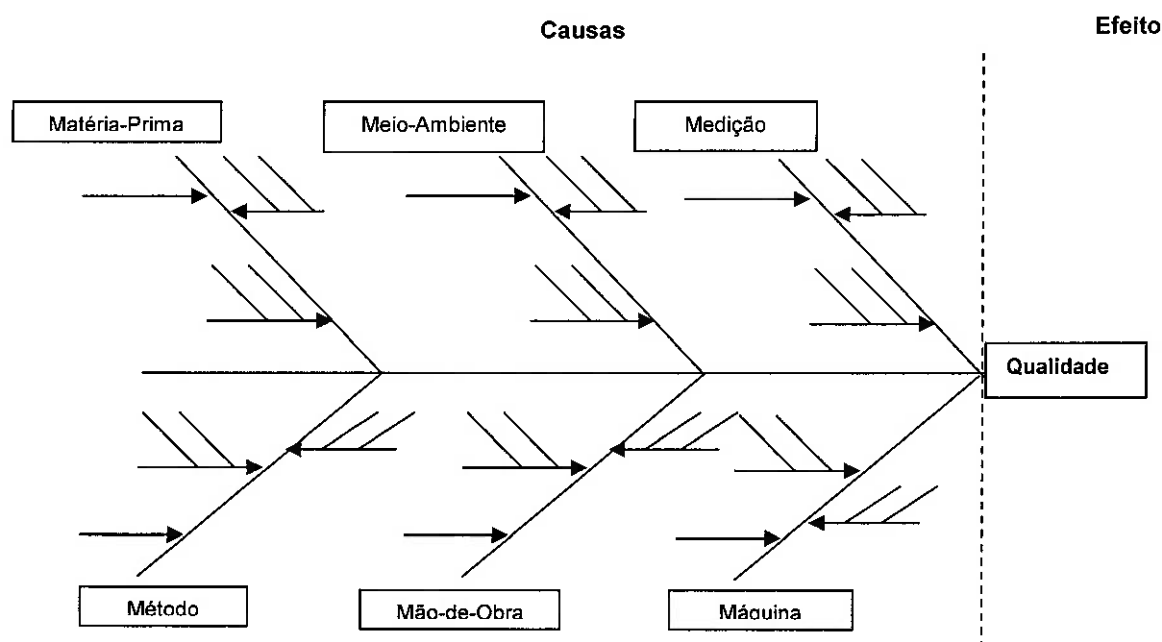 Causas
Efeito
Matéria-Prima
Meio-Ambiente
Medição
Qualidade
Método
Mão-de-Obra
Máquina